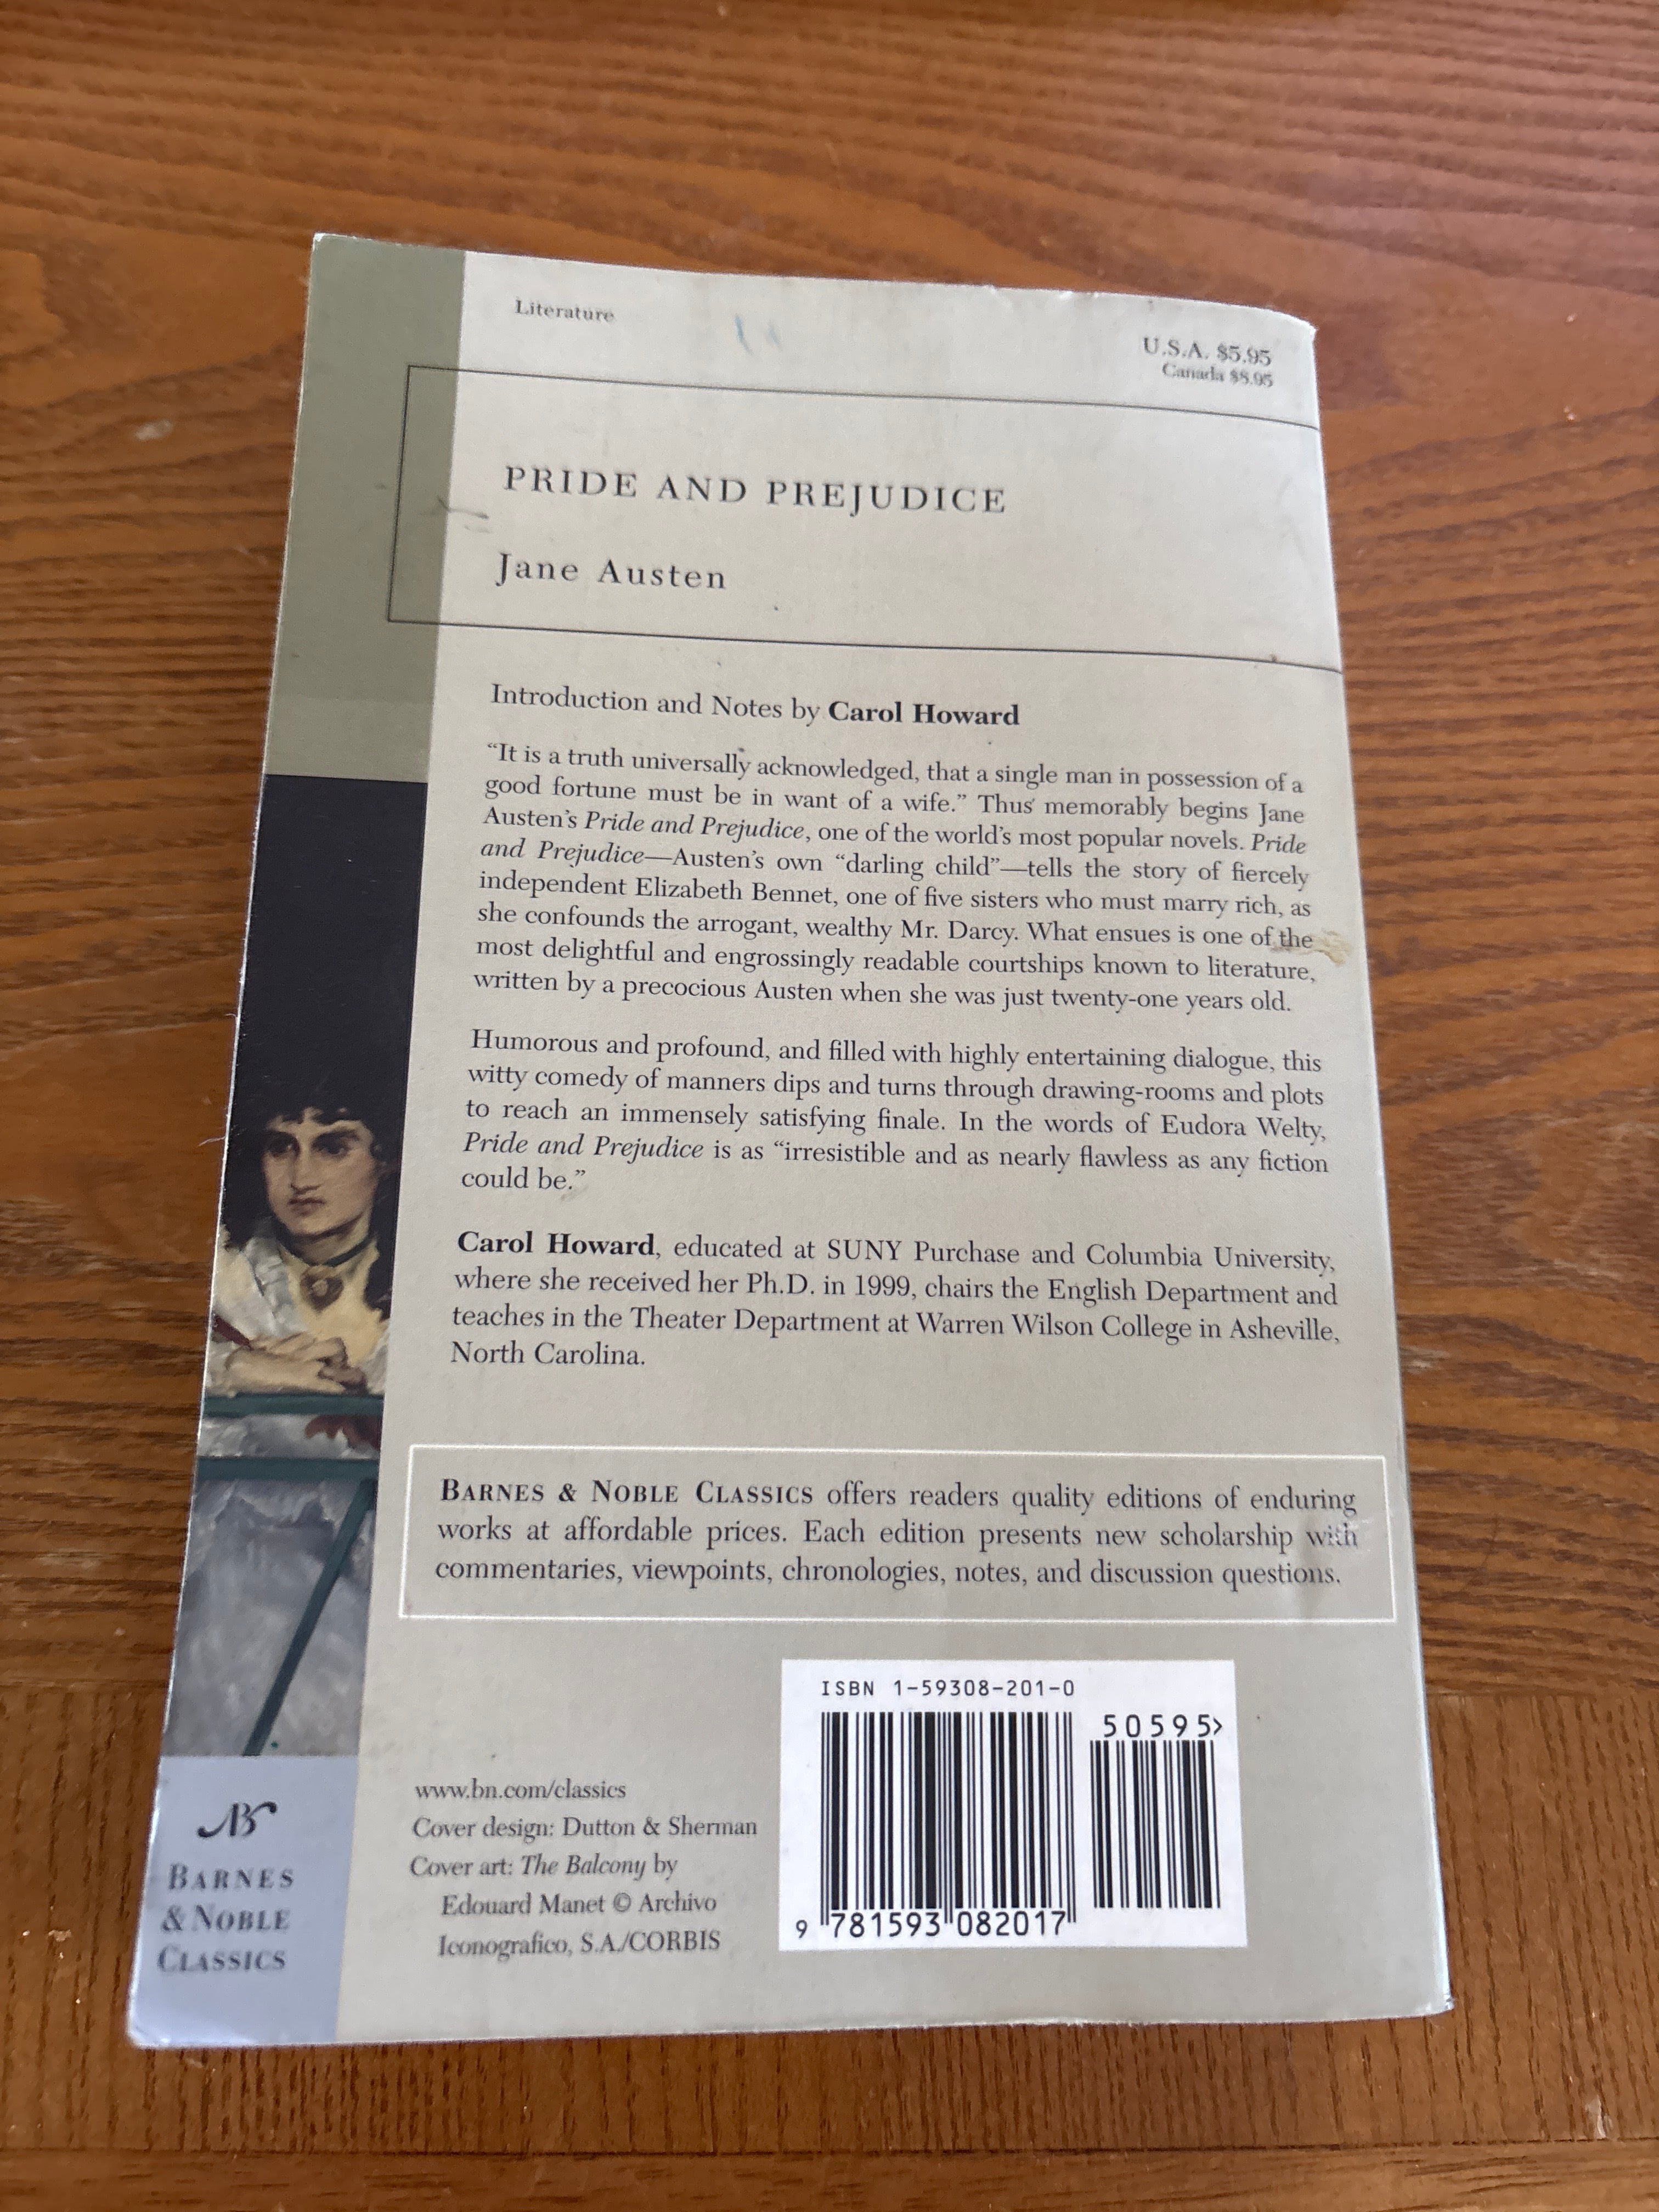 Literature
U.S.A. $5.95
Canada $8.95
PRIDE AND PREJUDICE
Jane Austen
Introduction and Notes by Carol Howard
“It is a truth universally acknowledged, that a single man in possession of a
good fortune must be in want of a wife.” Thus memorably begins Jane
Austen’s Pride and Prejudice, one of the world’s most popular novels. Pride
and Prejudice—Austen’s own “darling child”—tells the story of fiercely
independent Elizabeth Bennet, one of five sisters who must marry rich, as
she confounds the arrogant, wealthy Mr. Darcy. What ensues is one of the
most delightful and engrossingly readable courtships known to literature,
written by a precocious Austen when she was just twenty-one years old.
Humorous and profound, and filled with highly entertaining dialogue, this
witty comedy of manners dips and turns through drawing-rooms and plots
to reach an immensely satisfying finale. In the words of Eudora Welty,
Pride and Prejudice is as “irresistible and as nearly flawless as any fiction
could be.”
Carol Howard, educated at SUNY Purchase and Columbia University,
where she received her Ph.D. in 1999, chairs the English Department and
teaches in the Theater Department at Warren Wilson College in Asheville,
North Carolina.
BARNES & NOBLE CLASSICS offers readers quality editions of enduring
works at affordable prices. Each edition presents new scholarship with
commentaries, viewpoints, chronologies, notes, and discussion questions.
ISBN 1-59308-201-0
50595>
9 781593 082017
www.bn.com/classics
Cover design: Dutton & Sherman
Cover art: The Balcony by
Edouard Manet © Archivo
Iconografico, S.A./CORBIS
BARNES
& NOBLE
CLASSICS